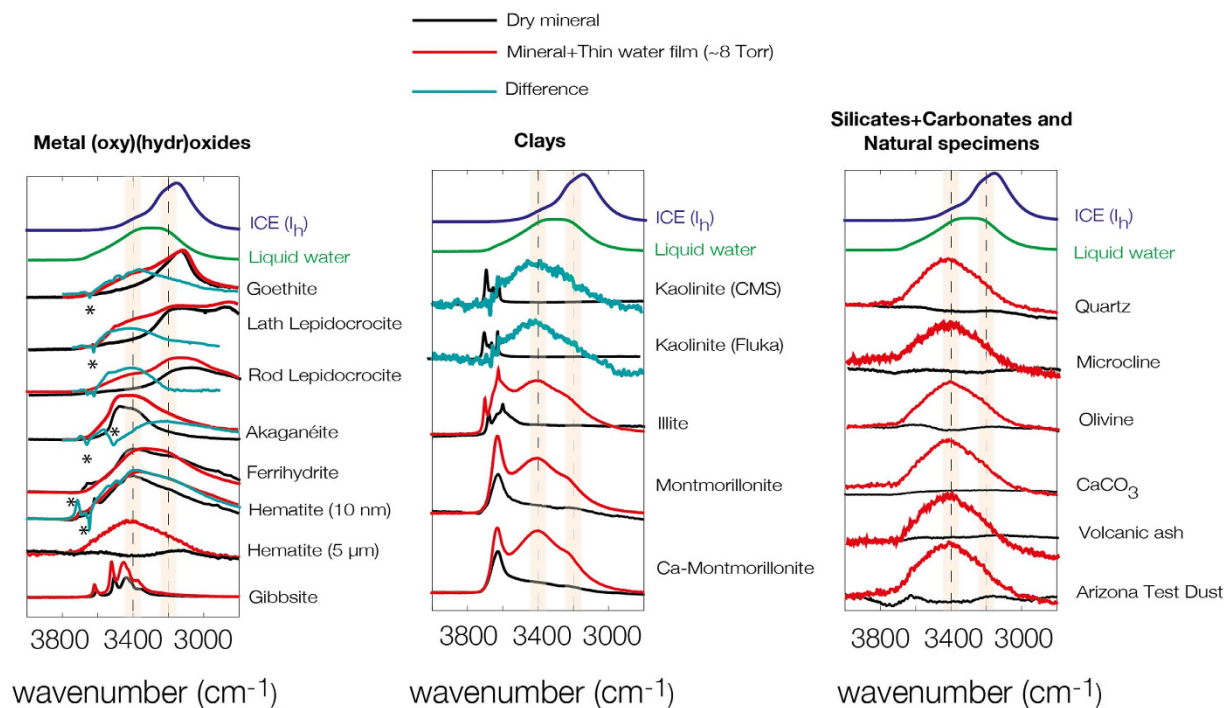 Dry mineral
Mineral+Thin water film (~8 Torr)
Difference
Metal (oxy)(hydr)oxides
ICE (Ih)
Liquid water
Goethite
*
Lath Lepidocrocite
*
Rod Lepidocrocite
Akaganéite
*
*
Ferrihydrite
*
Hematite (10 nm)
*
Hematite (5 µm)
Gibbsite
3800 3400 3000
wavenumber (cm-1)
Clays
ICE (Ih)
Liquid water
Kaolinite (CMS)
Kaolinite (Fluka)
Illite
Montmorillonite
Ca-Montmorillonite
3800 3400 3000
wavenumber (cm-1)
Silicates+Carbonates and
Natural specimens
ICE (Ih)
Liquid water
Quartz
Microcline
Olivine
CaCO3
Volcanic ash
Arizona Test Dust
3800 3400 3000
wavenumber (cm-1)